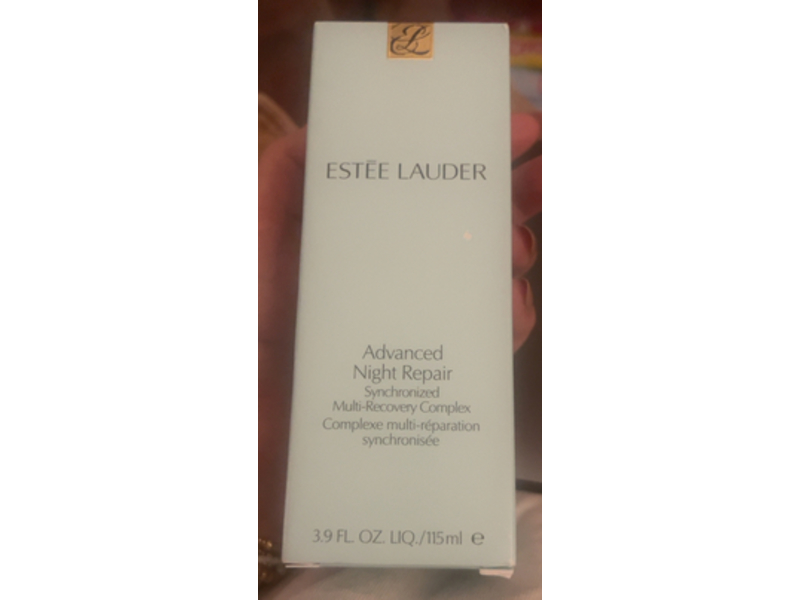 EL
ESTĒE LAUDER
Advanced
Night Repair
Synchronized
Multi-Recovery Complex
Complexe multi-réparation
synchronisée
3.9 FL. OZ. LIQ./115ml ℮